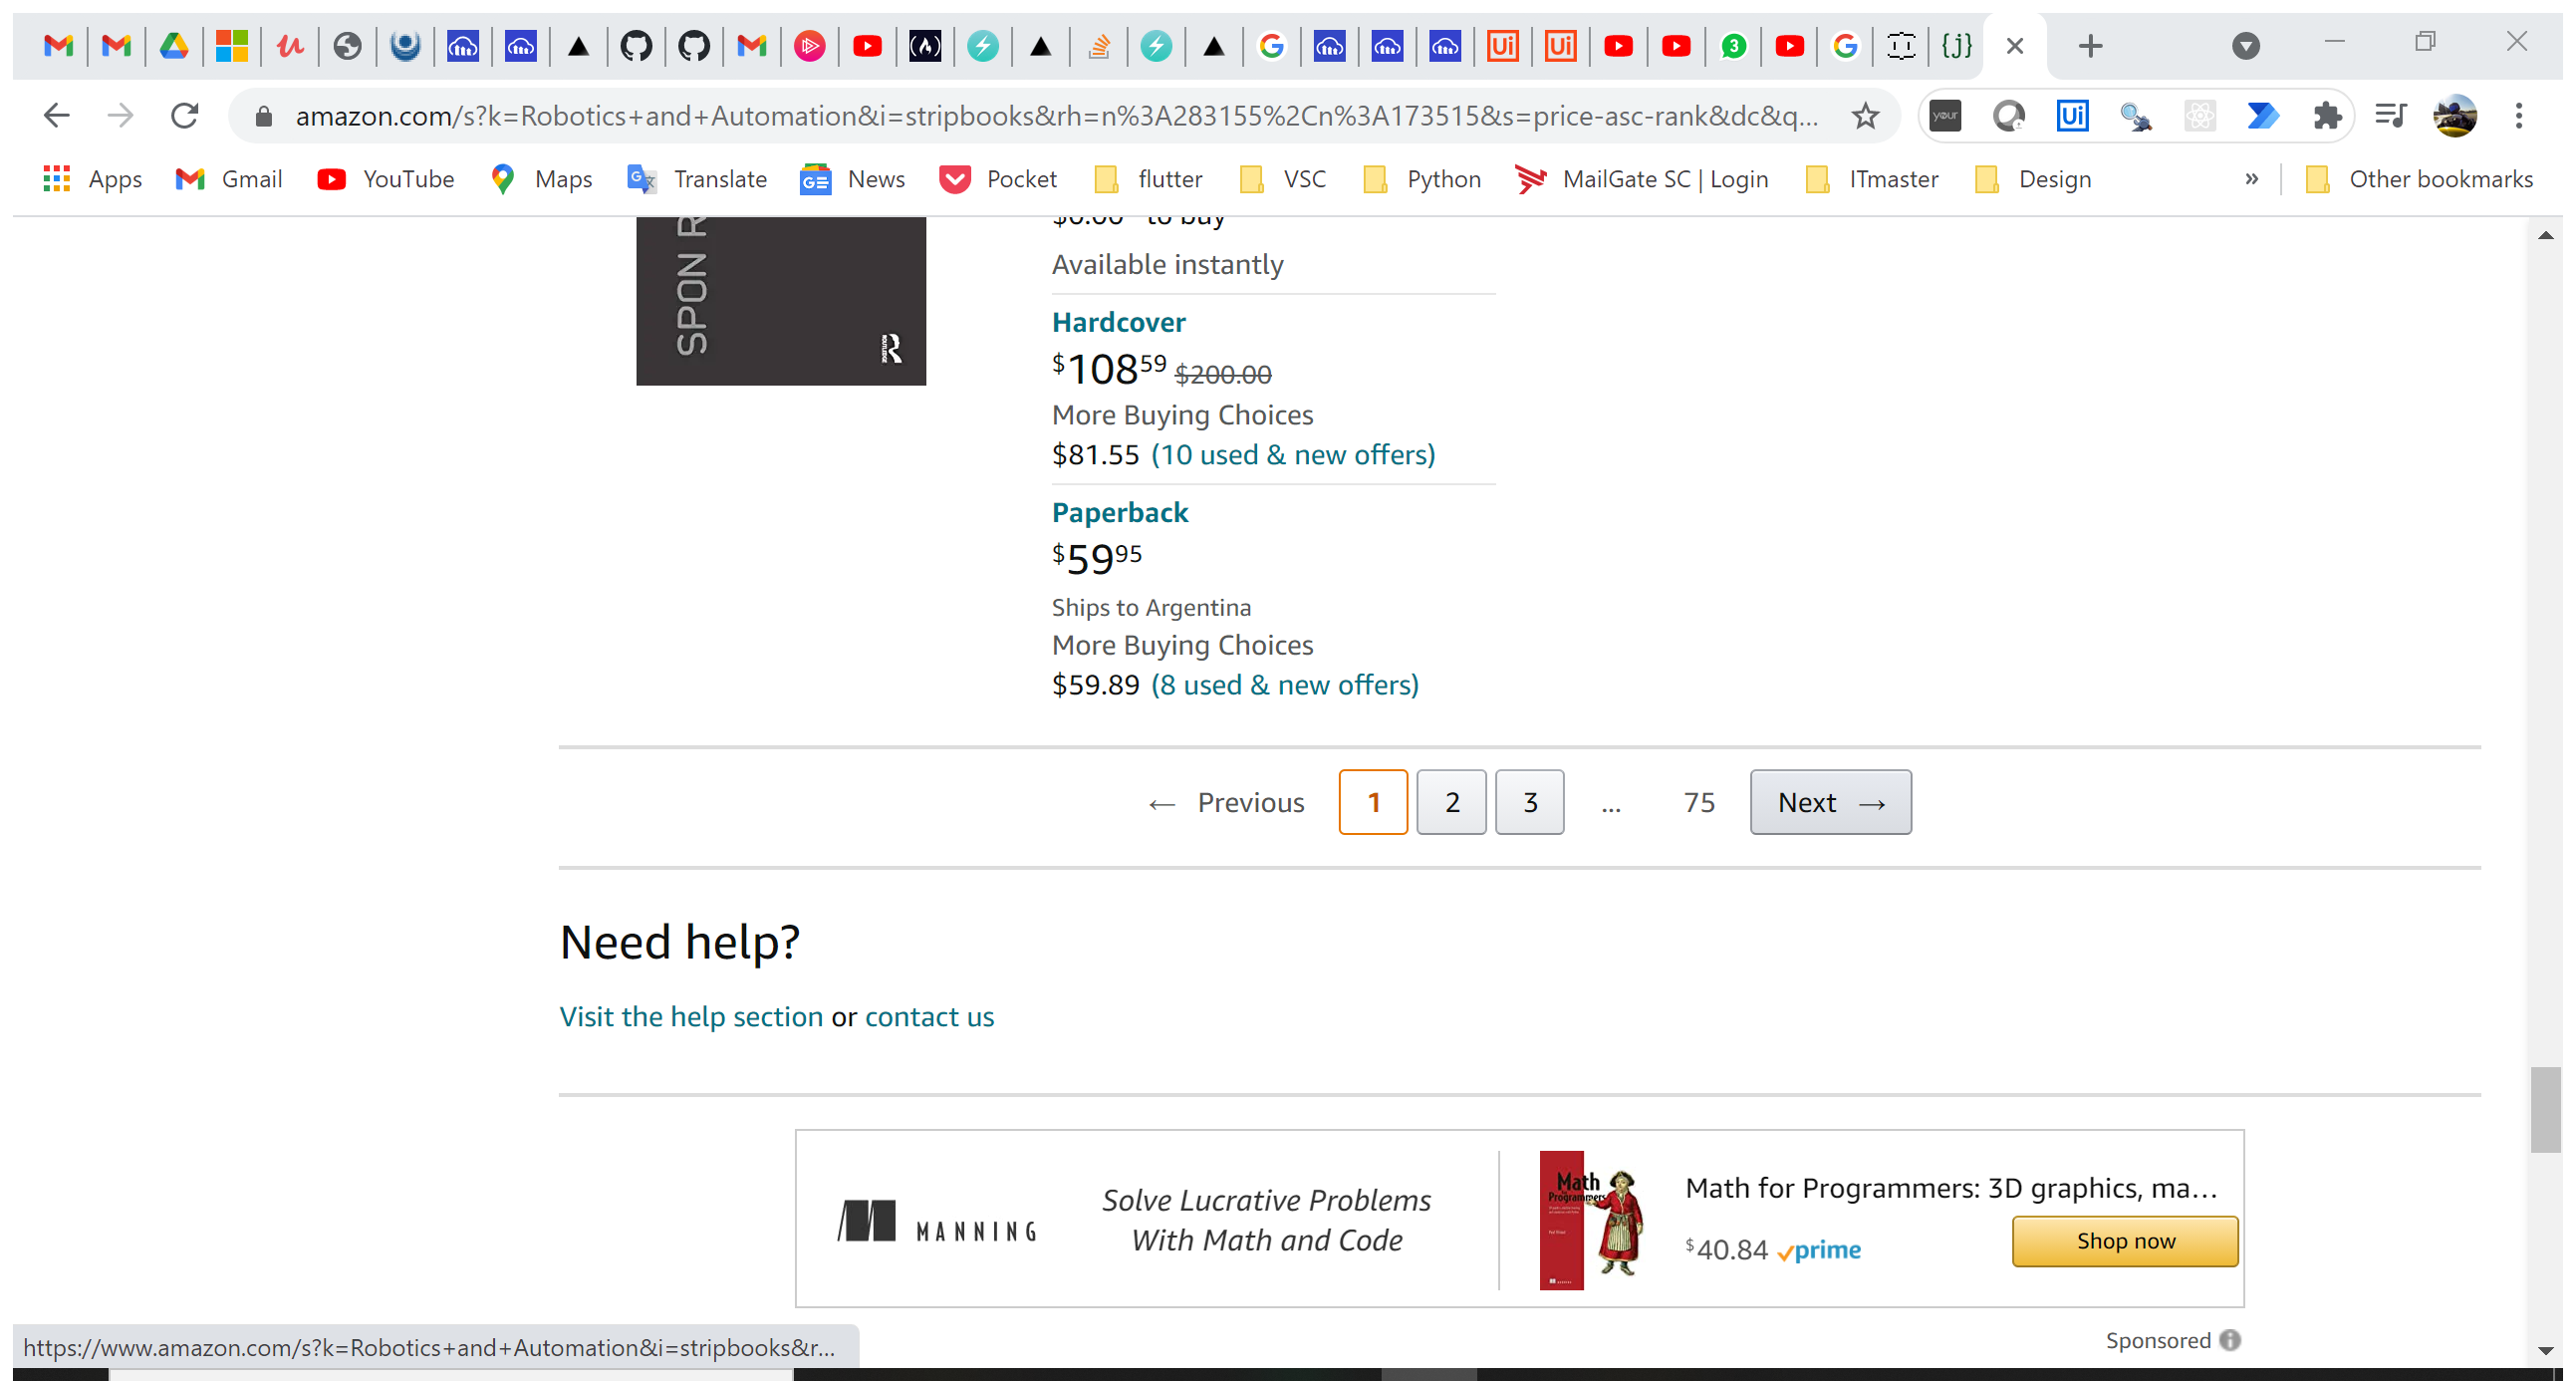 amazon.com/s?k=Robotics+and+Automation&i=stripbooks&rh=n%3A283155%2Cn%3A173515&s=price-asc-rank&dc&q...
Apps Gmail YouTube Maps Translate News Pocket flutter VSC Python MailGate SC | Login ITmaster Design » Other bookmarks
$0.00 to buy
SPON R
ROUTLEDGE
Available instantly
Hardcover
$108.59 $200.00
More Buying Choices
$81.55 (10 used & new offers)
Paperback
$59.95
Ships to Argentina
More Buying Choices
$59.89 (8 used & new offers)
← Previous 1 2 3 ... 75 Next →
Need help?
Visit the help section or contact us
MANNING
Solve Lucrative Problems
With Math and Code
Math
Programmers
Math for Programmers: 3D graphics, ma...
$40.84 prime
Shop now
Sponsored
https://www.amazon.com/s?k=Robotics+and+Automation&i=stripbooks&r...